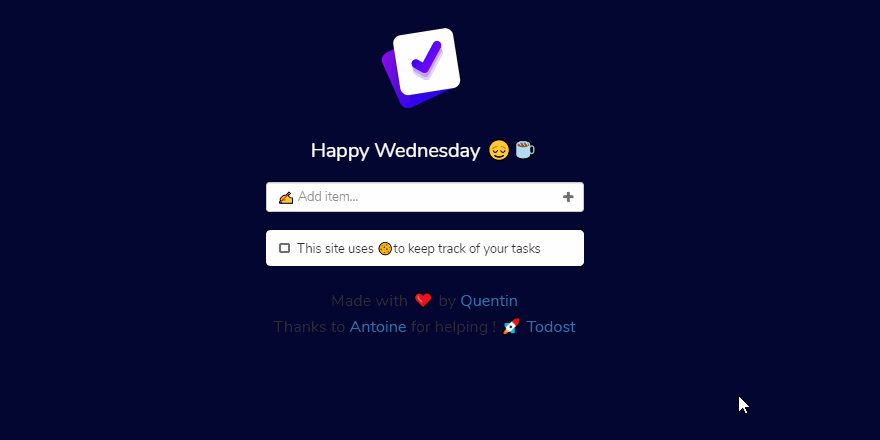 Happy Wednesday 😌☕
✍️ Add item...
This site uses 🍪to keep track of your tasks
Made with ❤️ by Quentin
Thanks to Antoine for helping ! 🚀 Todost